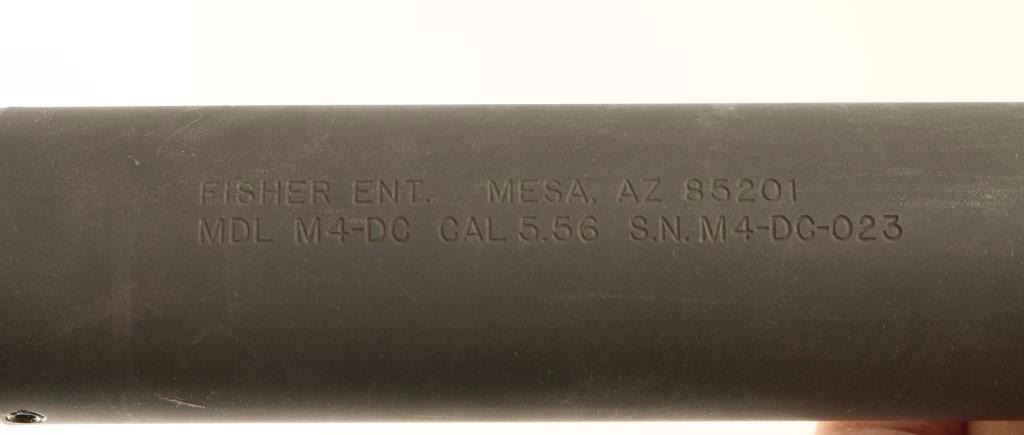 FISHER ENT. MESA, AZ 85201
MDL M4-DC CAL 5.56 S.N. M4-DC-023